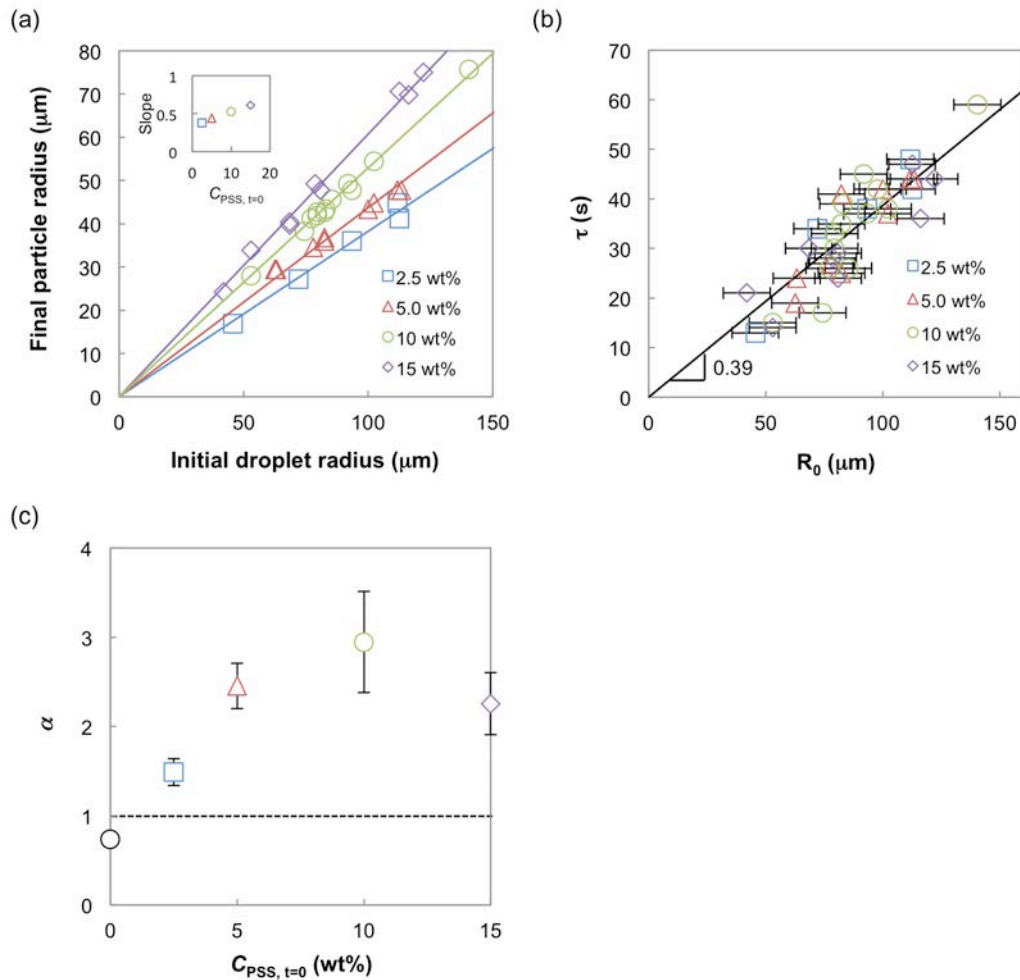 (a)
Final particle radius (μm)
80
70
60
50
40
30
20
10
0
0 50 100 150
Initial droplet radius (μm)
Slope
1
0.5
0
0 10 20
C_PSS, t=0
2.5 wt%
5.0 wt%
10 wt%
15 wt%
(b)
τ (s)
70
60
50
40
30
20
10
0
0 50 100 150
R_0 (μm)
0.39
2.5 wt%
5.0 wt%
10 wt%
15 wt%
(c)
α
4
3
2
1
0
0 5 10 15
C_PSS, t=0 (wt%)